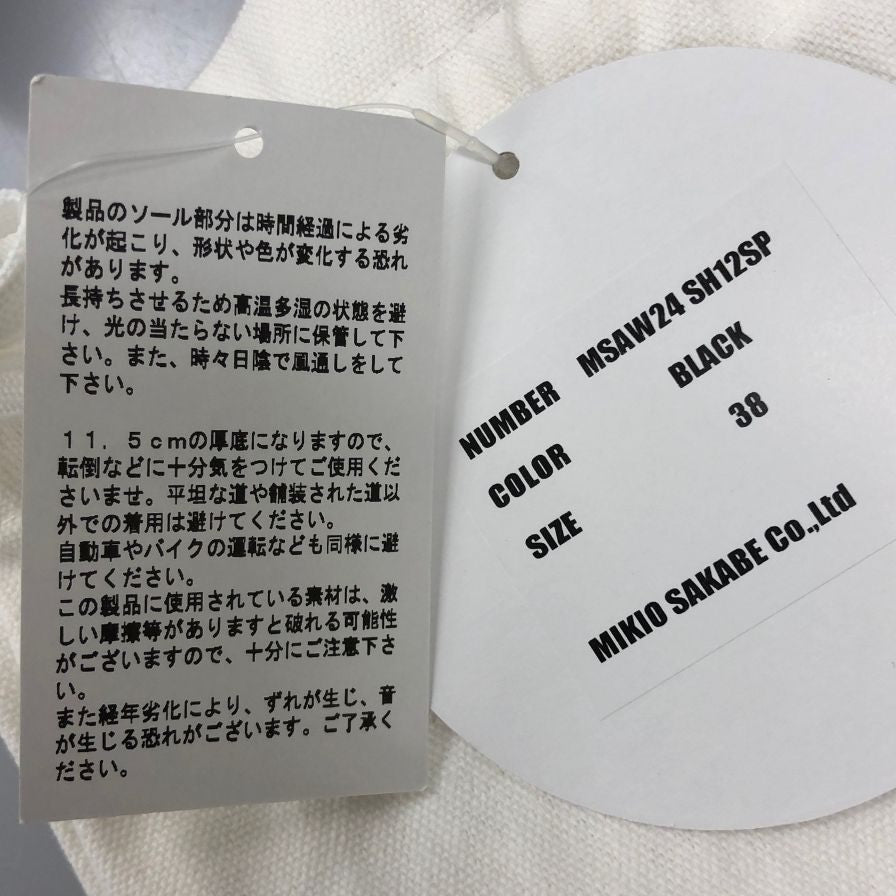 製品のソール部分は時間経過による劣
化が起こり、形状や色が変化する恐れ
があります。
長持ちさせるため高温多湿の状態を避
け、光の当たらない場所に保管して下
さい。また、時々日陰で風通しをして
下さい。
１１．５ｃｍの厚底になりますので、
転倒などに十分気をつけてご使用くだ
さいませ。平坦な道や舗装された道以
外での着用は避けてください。
自動車やバイクの運転なども同様に避
けてください。
この製品に使用されている素材は、激
しい摩擦等がありますと破れる可能性
がございますので、十分にご注意下さ
い。
また経年劣化により、ずれが生じ、音
が生じる恐れがございます。ご了承く
ださい。
NUMBER MSAW24 SH12SP
COLOR BLACK
SIZE 38
MIKIO SAKABE Co.,Ltd